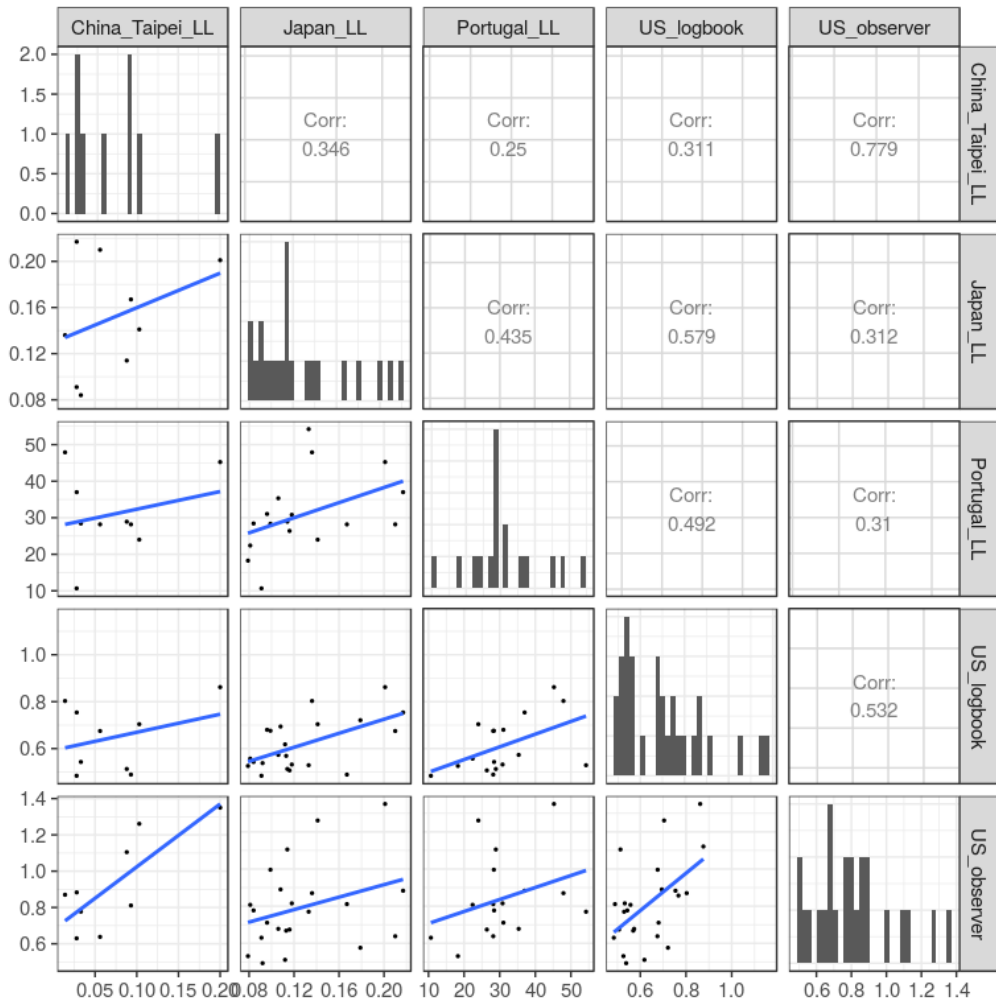 China_Taipei_LL Japan_LL Portugal_LL US_logbook US_observer
2.0
1.5
1.0
0.5
0.0
Corr:
0.346
Corr:
0.25
Corr:
0.311
Corr:
0.779
China_Taipei_LL
0.20
0.16
0.12
0.08
Corr:
0.435
Corr:
0.579
Corr:
0.312
Japan_LL
50
40
30
20
10
Corr:
0.492
Corr:
0.31
Portugal_LL
1.0
0.8
0.6
Corr:
0.532
US_logbook
1.4
1.2
1.0
0.8
0.6
US_observer
0.05 0.10 0.15 0.20 0.08 0.12 0.16 0.20 10 20 30 40 50 0.6 0.8 1.0 0.6 0.8 1.0 1.2 1.4